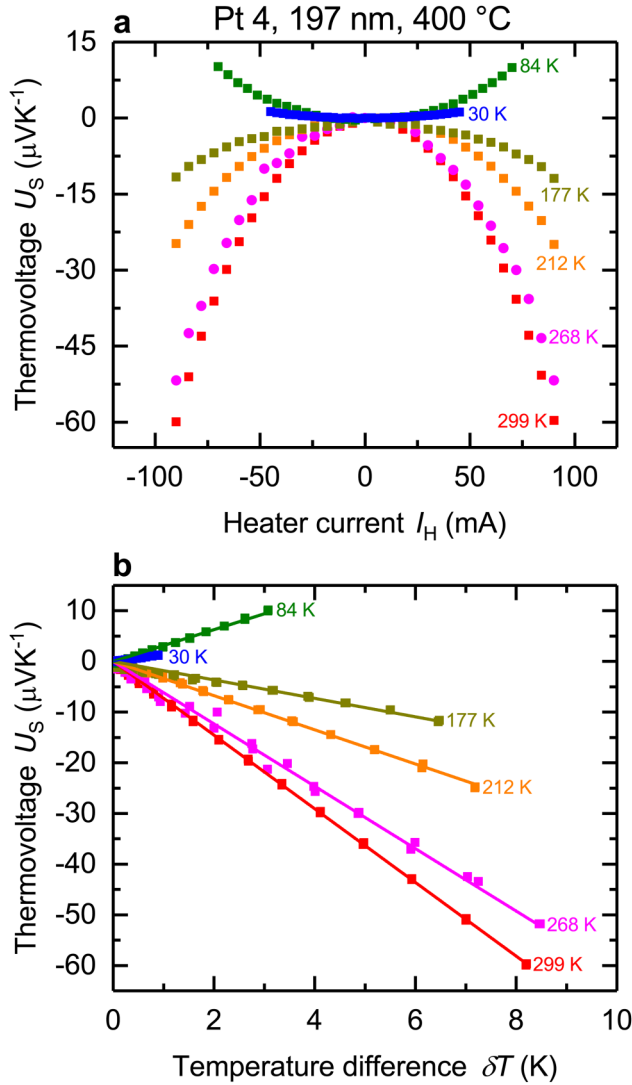 a
Pt 4, 197 nm, 400 °C
15
0
-15
-30
-45
-60
Thermovoltage U_S (μVK⁻¹)
84 K
30 K
177 K
212 K
268 K
299 K
-100 -50 0 50 100
Heater current I_H (mA)
b
10
0
-10
-20
-30
-40
-50
-60
Thermovoltage U_S (μVK⁻¹)
84 K
30 K
177 K
212 K
268 K
299 K
0 2 4 6 8 10
Temperature difference δT (K)